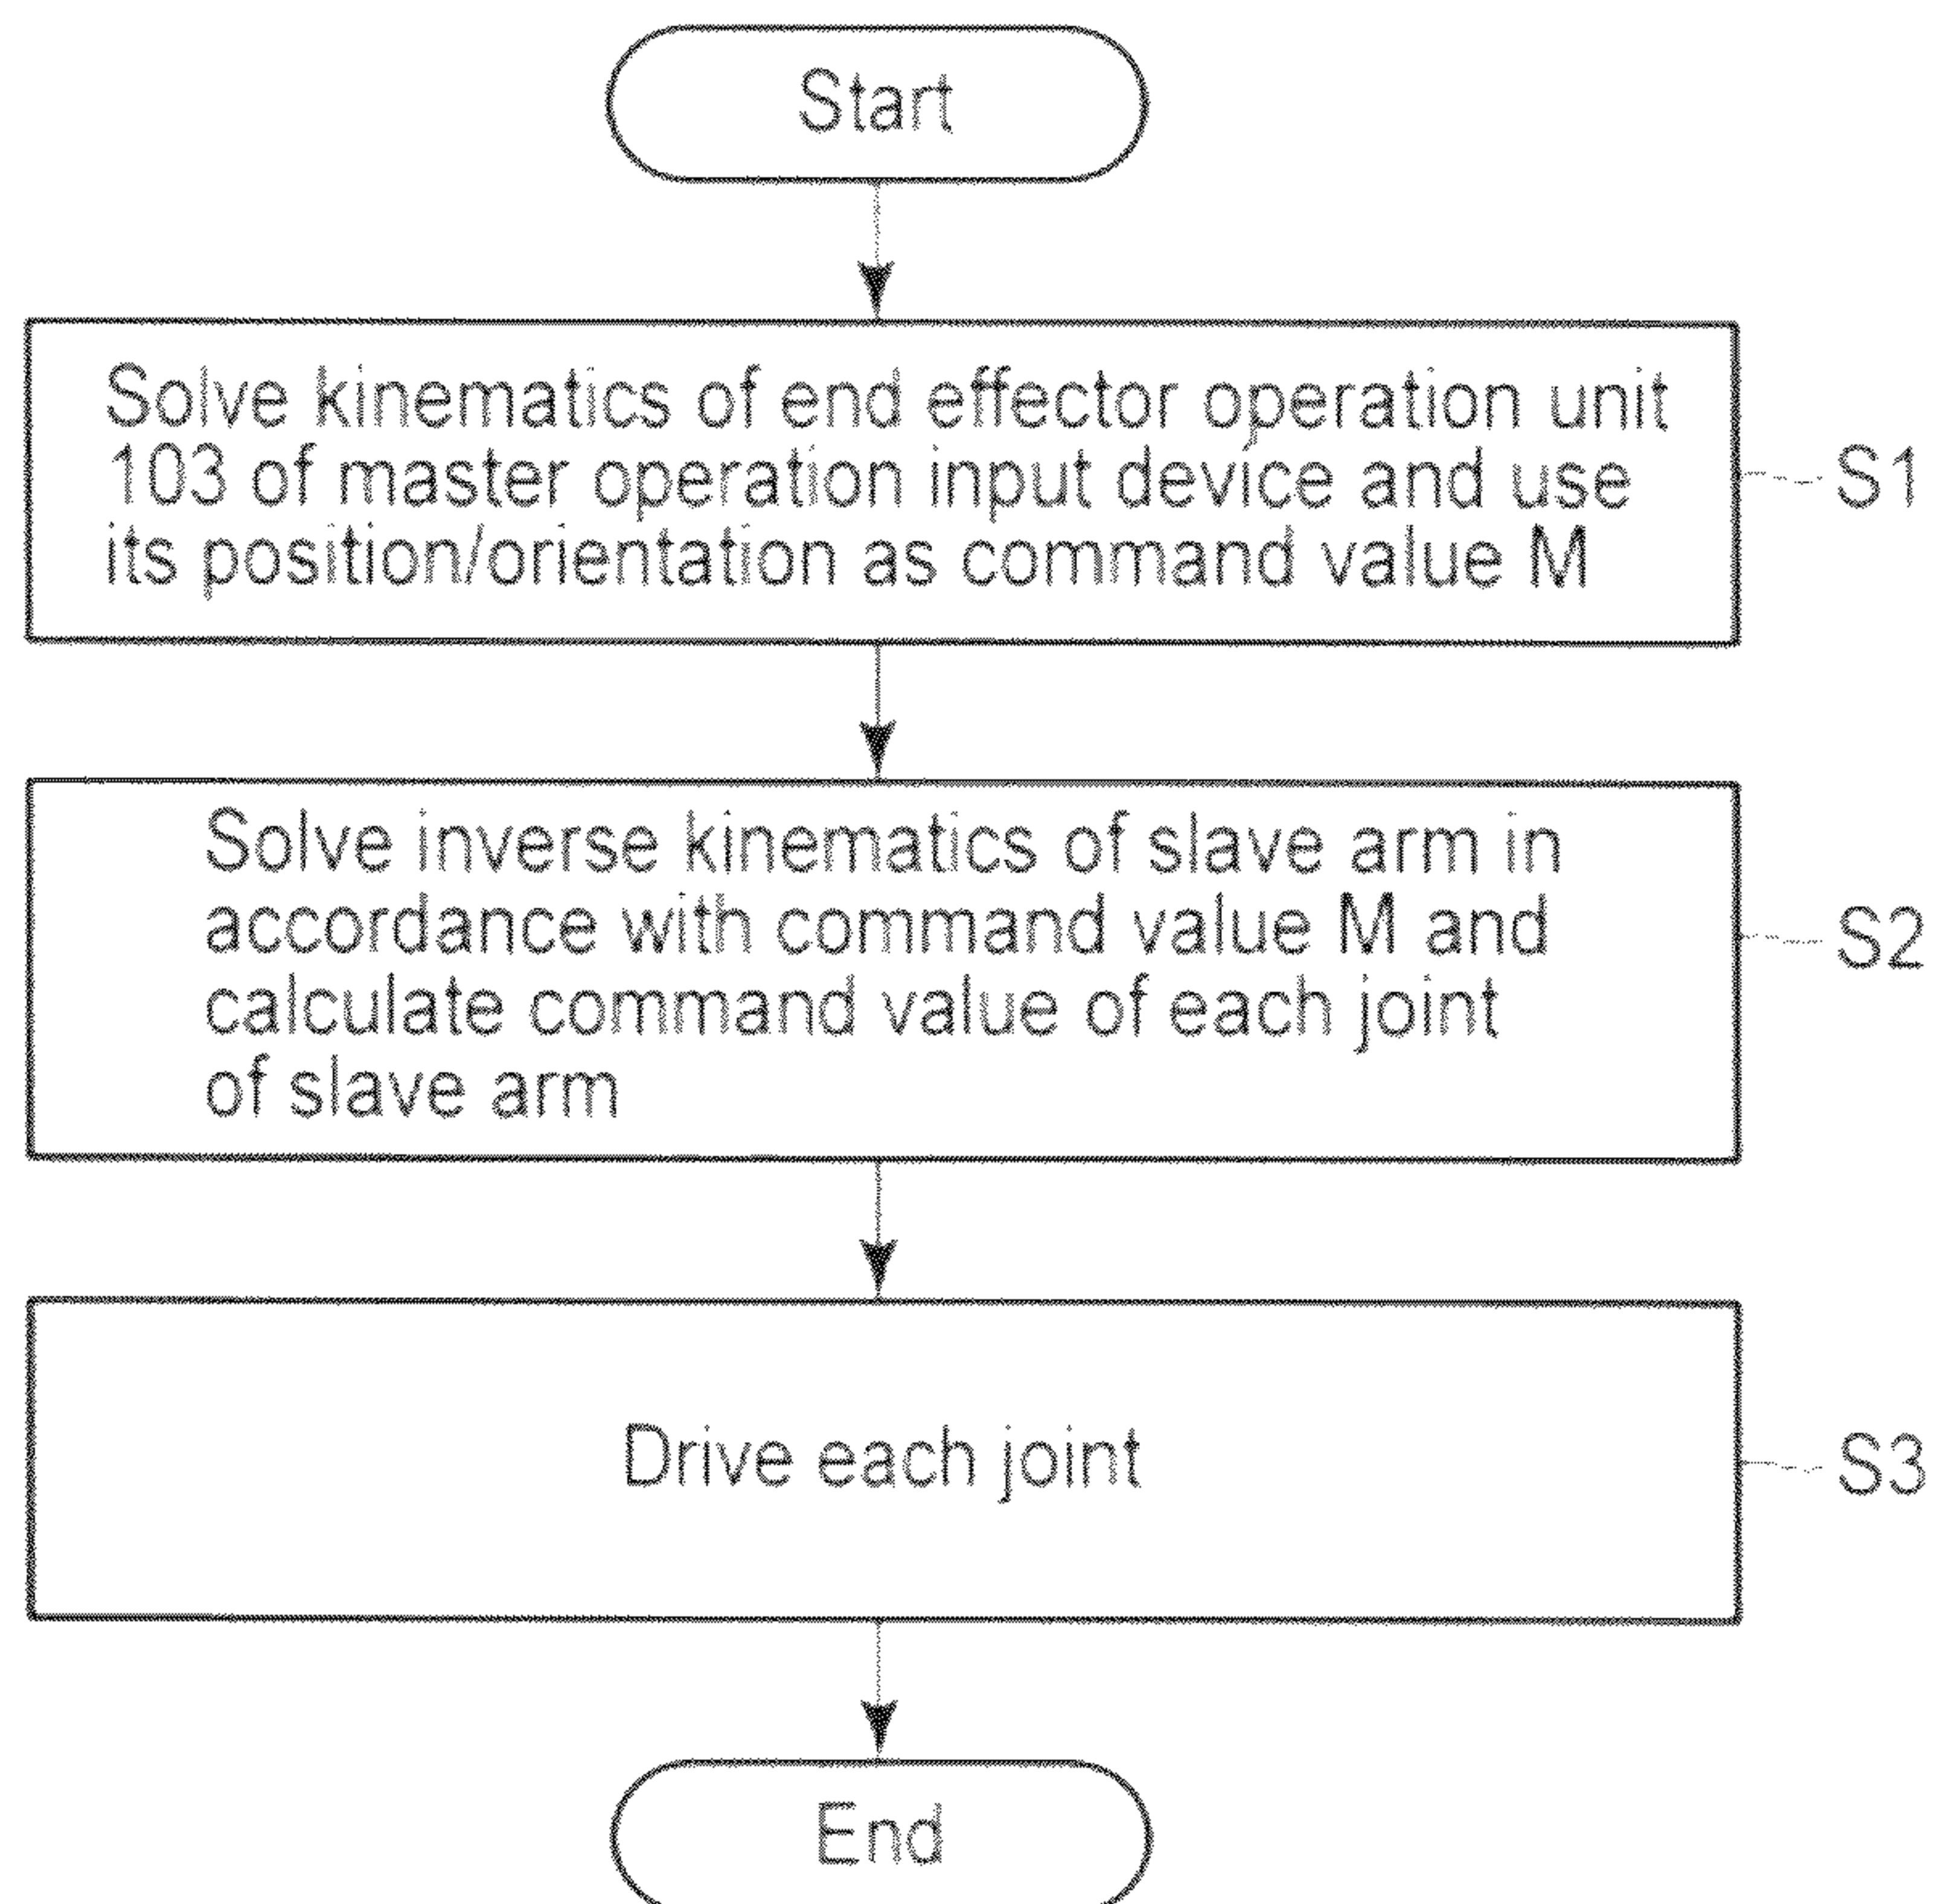 Start
Solve kinematics of end effector operation unit
103 of master operation input device and use
its position/orientation as command value M
S1
Solve inverse kinematics of slave arm in
accordance with command value M and
calculate command value of each joint
of slave arm
S2
Drive each joint
S3
End